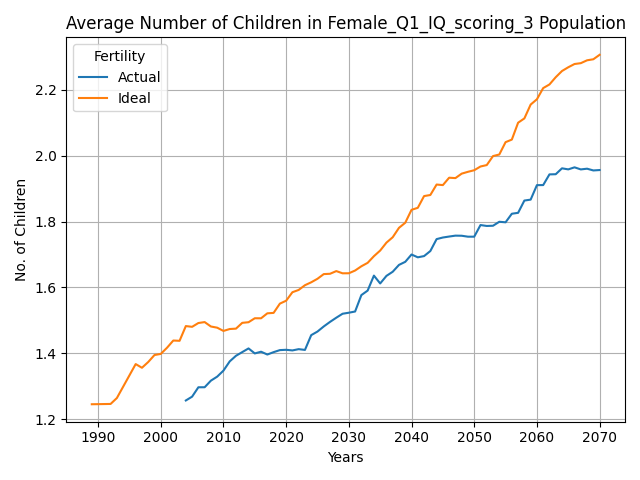 Average Number of Children in Female_Q1_IQ_scoring_3 Population
Fertility
Actual
Ideal
No. of Children
2.2
2.0
1.8
1.6
1.4
1.2
1990 2000 2010 2020 2030 2040 2050 2060 2070
Years